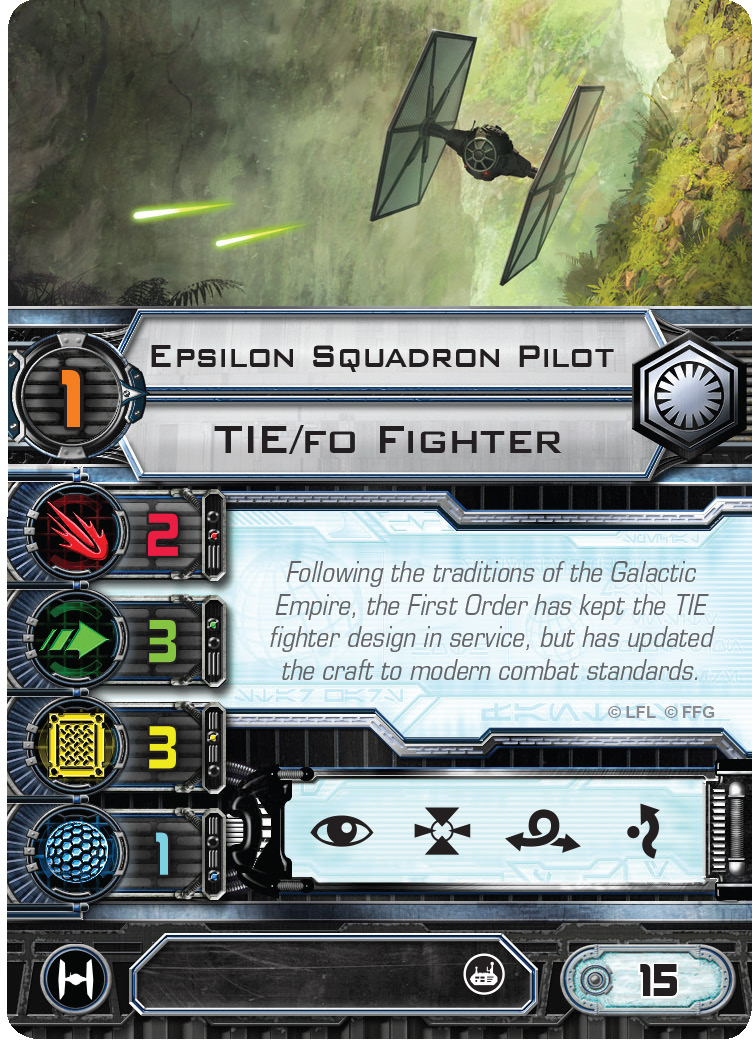 Epsilon Squadron Pilot
1
TIE/fo Fighter
2
Following the traditions of the Galactic
Empire, the First Order has kept the TIE
fighter design in service, but has updated
the craft to modern combat standards.
3
© LFL © FFG
3
1
15